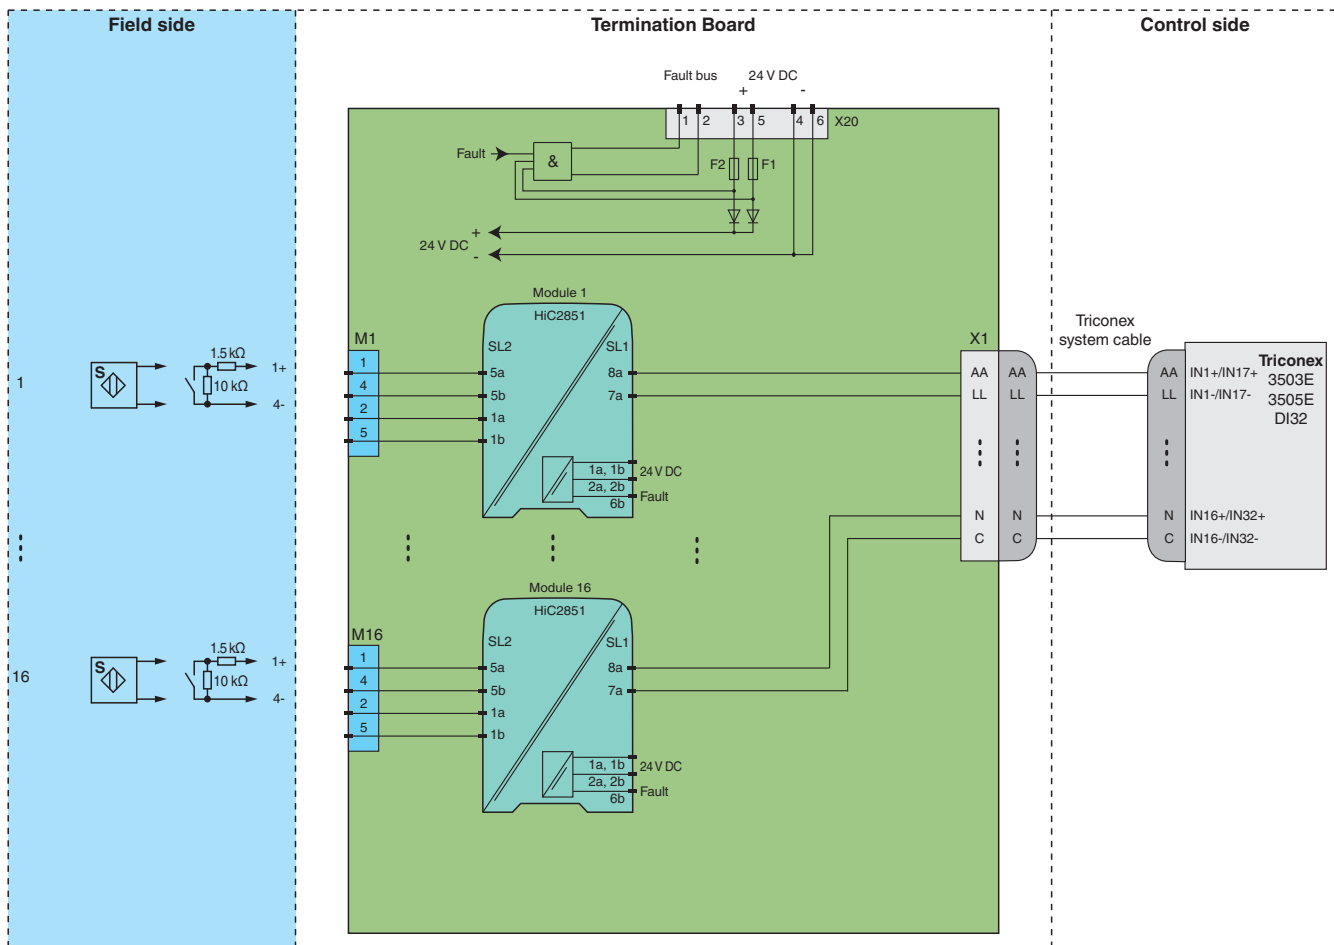 Field side
Termination Board
Control side
Fault bus 24 V DC
+ -
1 2 3 5 4 6 X20
Fault
&
F2 F1
+
24 V DC
-
Module 1
HiC2851
M1
SL2 SL1
X1
Triconex
system cable
1
S
1.5 kΩ
10 kΩ
1+
4-
1
4
2
5
5a
5b
1a
1b
8a
7a
1a, 1b
2a, 2b
6b
24 V DC
Fault
AA AA AA IN1+/IN17+
LL LL LL IN1-/IN17-
Triconex
3503E
3505E
DI32
N N N IN16+/IN32+
C C C IN16-/IN32-
Module 16
HiC2851
M16
SL2 SL1
16
S
1.5 kΩ
10 kΩ
1+
4-
1
4
2
5
5a
5b
1a
1b
8a
7a
1a, 1b
2a, 2b
6b
24 V DC
Fault